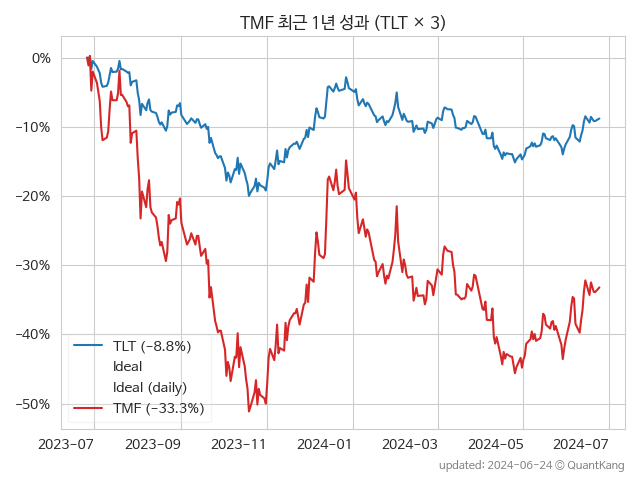 TMF 최근 1년 성과 (TLT × 3)
0%
−10%
−20%
−30%
−40%
−50%
TLT (−8.8%)
Ideal
Ideal (daily)
TMF (−33.3%)
2023-07 2023-09 2023-11 2024-01 2024-03 2024-05 2024-07
updated: 2024-06-24 © QuantKang